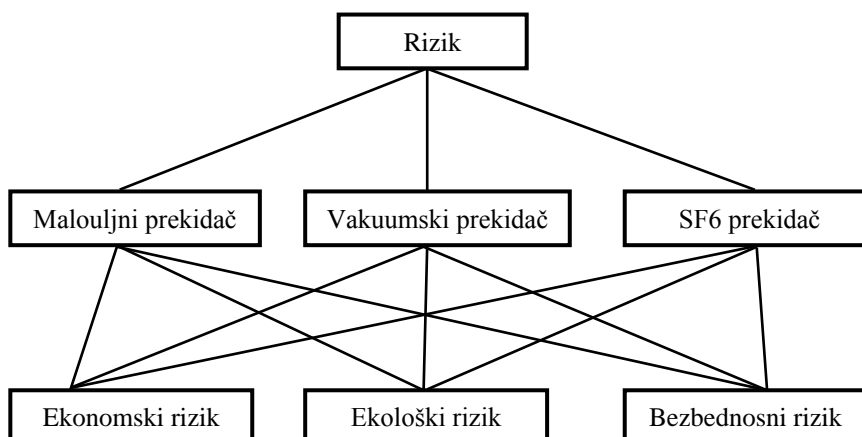 Rizik
Malouljni prekidač
Vakuumski prekidač
SF6 prekidač
Ekonomski rizik
Ekološki rizik
Bezbednosni rizik